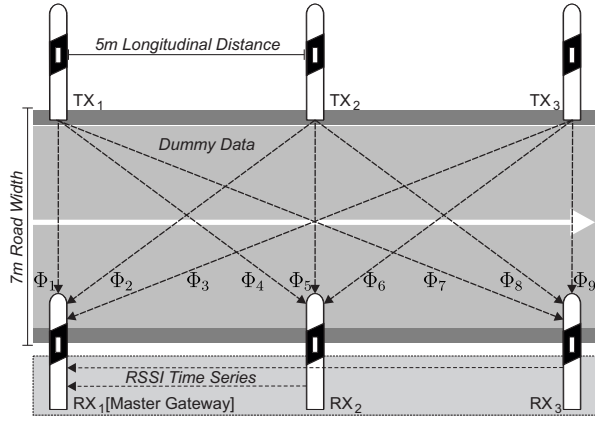 5m Longitudinal Distance
TX1 TX2 TX3
Dummy Data
7m Road Width
Φ1 Φ2 Φ3 Φ4 Φ5 Φ6 Φ7 Φ8 Φ9
RSSI Time Series
RX1[Master Gateway] RX2 RX3